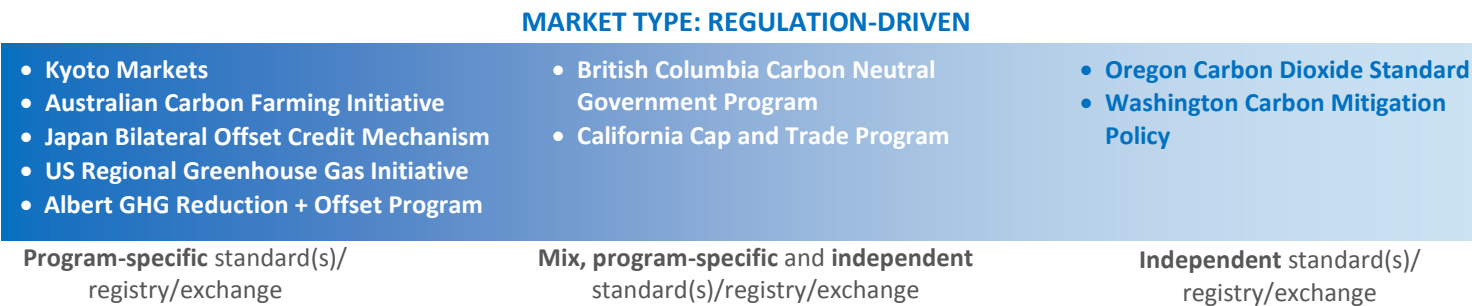 MARKET TYPE: REGULATION-DRIVEN
• Kyoto Markets
• Australian Carbon Farming Initiative
• Japan Bilateral Offset Credit Mechanism
• US Regional Greenhouse Gas Initiative
• Albert GHG Reduction + Offset Program
• British Columbia Carbon Neutral
Government Program
• California Cap and Trade Program
• Oregon Carbon Dioxide Standard
• Washington Carbon Mitigation
Policy
Program-specific standard(s)/
registry/exchange
Mix, program-specific and independent
standard(s)/registry/exchange
Independent standard(s)/
registry/exchange